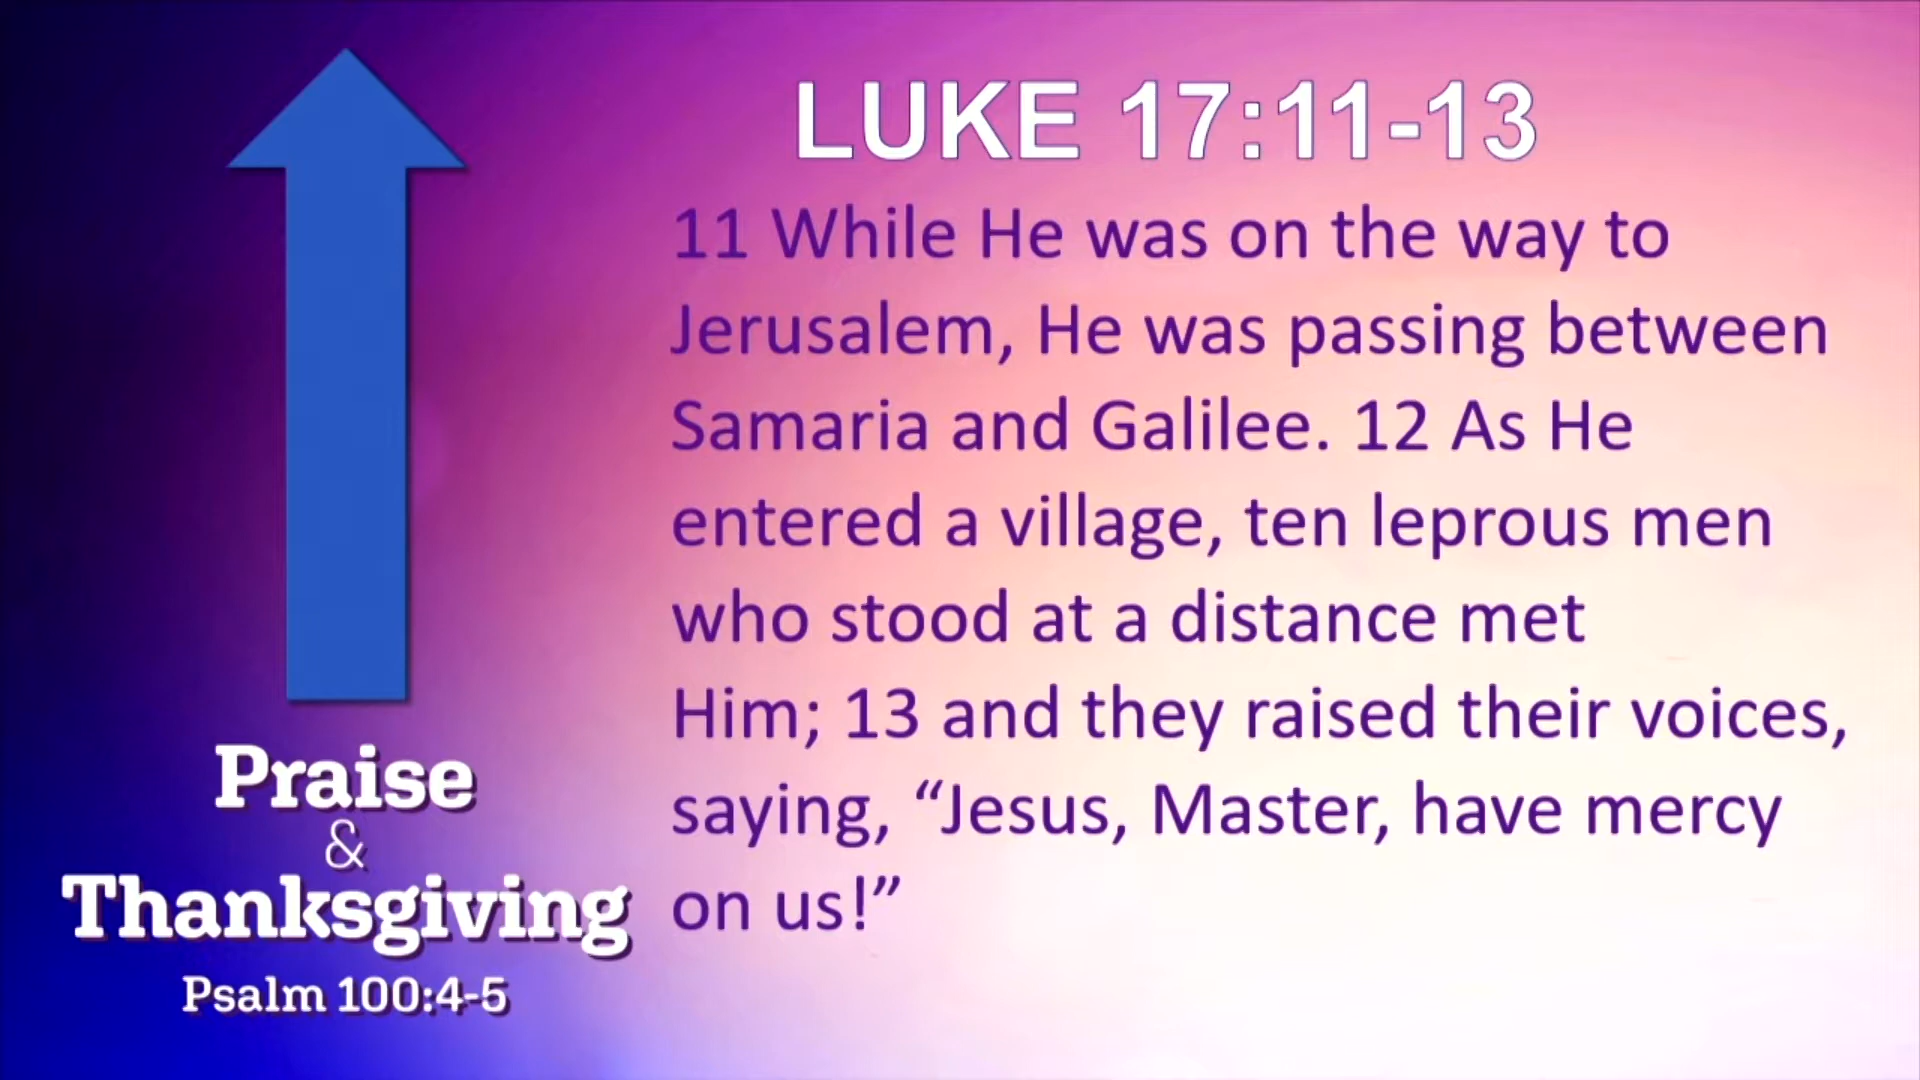 LUKE 17:11-13
11 While He was on the way to
Jerusalem, He was passing between
Samaria and Galilee. 12 As He
entered a village, ten leprous men
who stood at a distance met
Him; 13 and they raised their voices,
saying, “Jesus, Master, have mercy
on us!”
Praise
&
Thanksgiving
Psalm 100:4-5